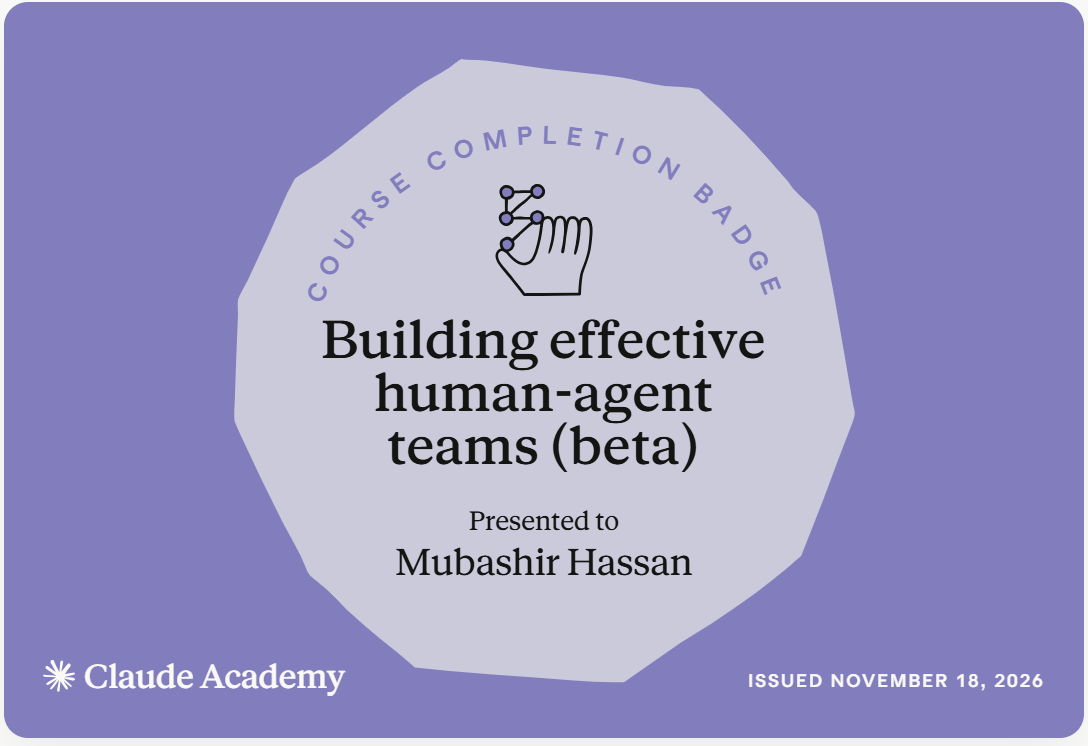 COURSE COMPLETION BADGE
Building effective
human-agent
teams (beta)
Presented to
Mubashir Hassan
Claude Academy
ISSUED NOVEMBER 18, 2026